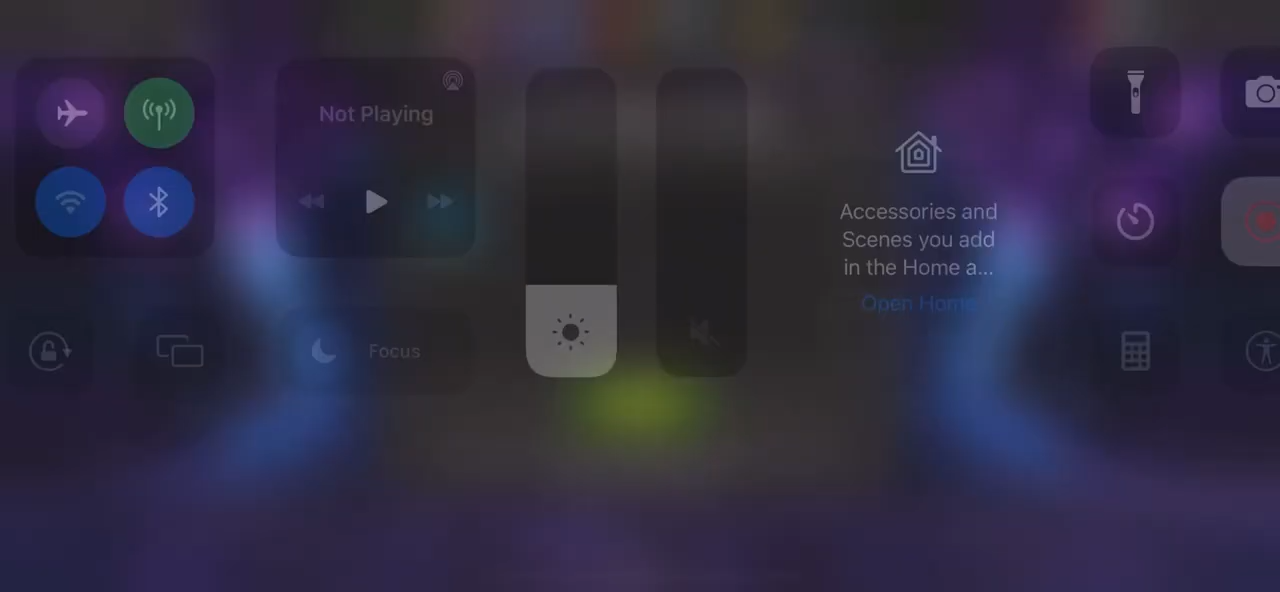 Not Playing
Accessories and
Scenes you add
in the Home a...
Open Home
Focus